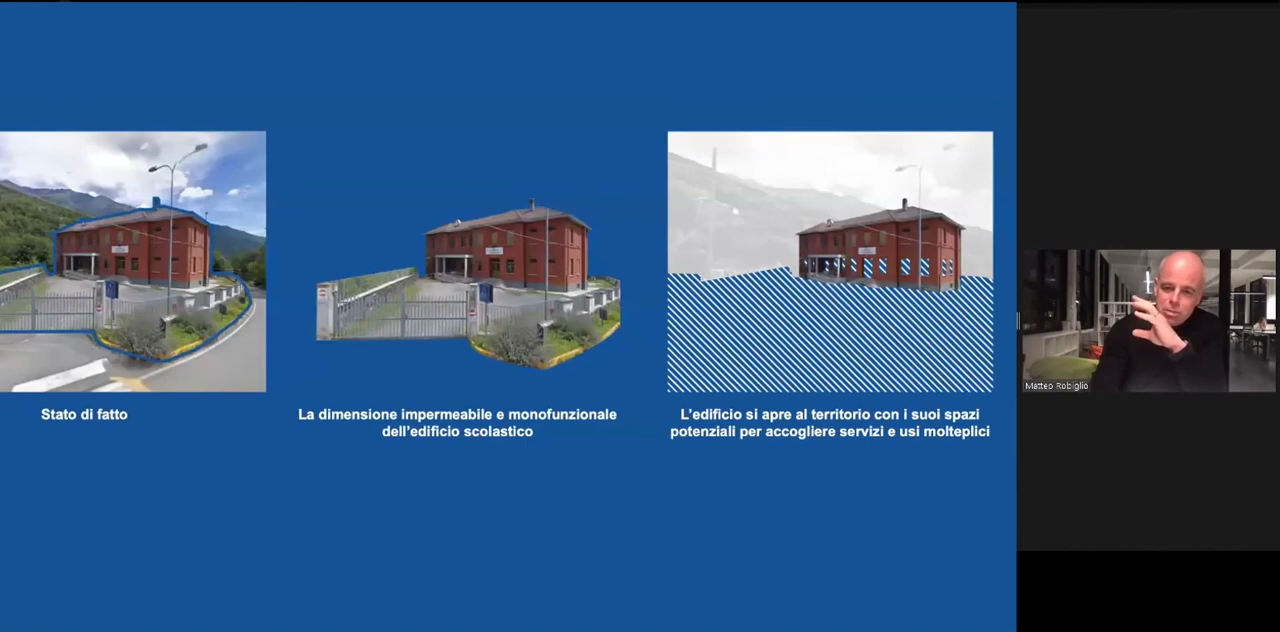 Stato di fatto
La dimensione impermeabile e monofunzionale
dell'edificio scolastico
L'edificio si apre al territorio con i suoi spazi
potenziali per accogliere servizi e usi molteplici
Matteo Robiglio